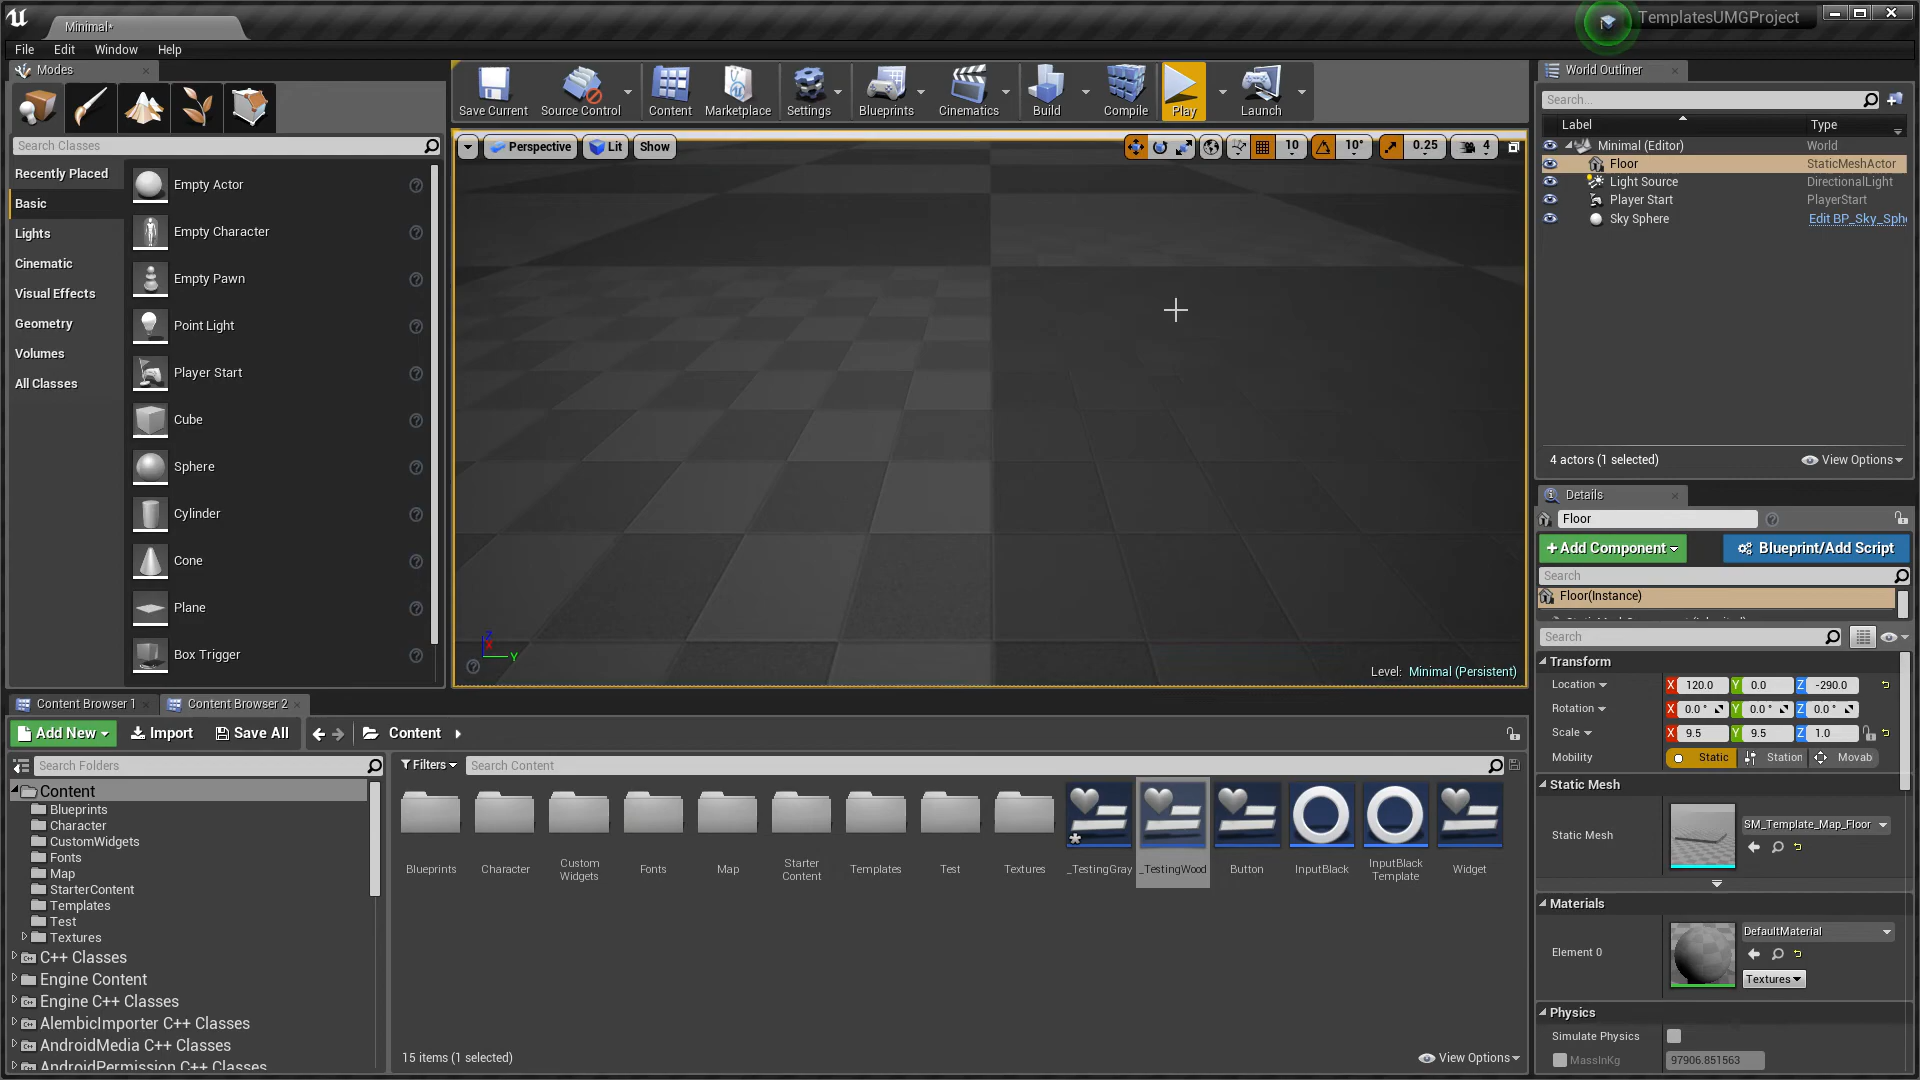 Minimal*
TemplatesUMGProject
File Edit Window Help
Modes
Search Classes
Recently Placed
Basic
Lights
Cinematic
Visual Effects
Geometry
Volumes
All Classes
Empty Actor
Empty Character
Empty Pawn
Point Light
Player Start
Cube
Sphere
Cylinder
Cone
Plane
Box Trigger
Save Current
Source Control
Content
Marketplace
Settings
Blueprints
Cinematics
Build
Compile
Play
Launch
Perspective
Lit
Show
10
10°
0.25
4
Z
X
Y
Level: Minimal (Persistent)
World Outliner
Search...
Label Type
Minimal (Editor) World
Floor StaticMeshActor
Light Source DirectionalLight
Player Start PlayerStart
Sky Sphere Edit BP_Sky_Sph
4 actors (1 selected)
View Options
Details
Floor
+Add Component
Blueprint/Add Script
Search
Floor(Instance)
Search
Transform
Location X 120.0 Y 0.0 Z -290.0
Rotation X 0.0 ° Y 0.0 ° Z 0.0 °
Scale X 9.5 Y 9.5 Z 1.0
Mobility Static Station Movab
Static Mesh
Static Mesh SM_Template_Map_Floor
Materials
Element 0 DefaultMaterial
Textures
Physics
Simulate Physics
MassInKg 97906.851563
Content Browser 1
Content Browser 2
Add New
Import
Save All
Content
Search Folders
Content
Blueprints
Character
CustomWidgets
Fonts
Map
StarterContent
Templates
Test
Textures
C++ Classes
Engine Content
Engine C++ Classes
AlembicImporter C++ Classes
AndroidMedia C++ Classes
AndroidPermission C++ Classes
Filters
Search Content
Blueprints
Character
Custom
Widgets
Fonts
Map
Starter
Content
Templates
Test
Textures
_TestingGray
_TestingWood
Button
InputBlack
InputBlack
Template
Widget
15 items (1 selected)
View Options